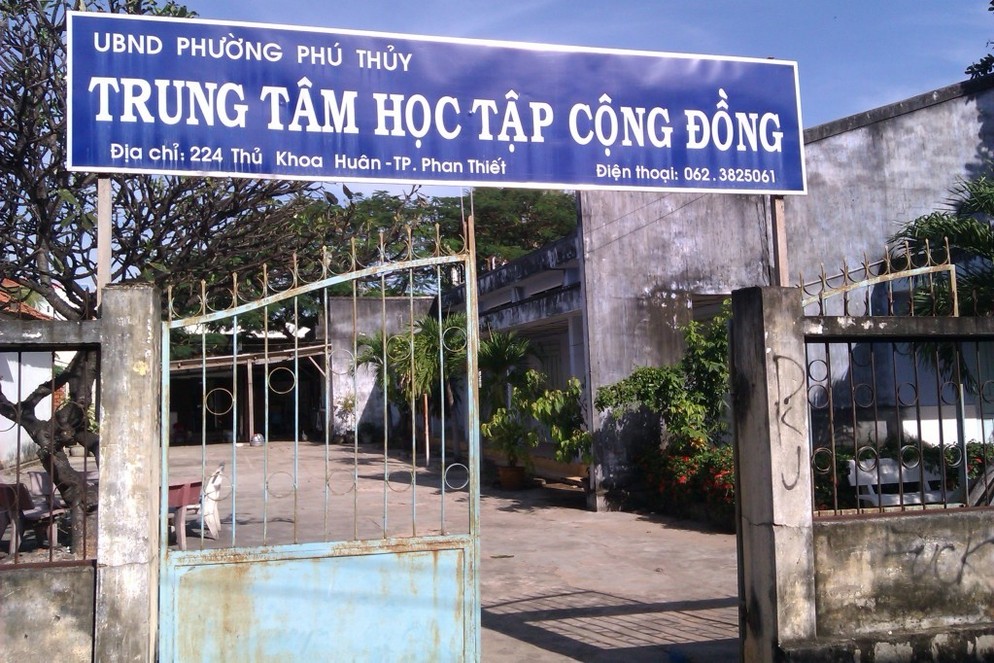 UBND PHƯỜNG PHÚ THỦY
TRUNG TÂM HỌC TẬP CỘNG ĐỒNG
Địa chỉ: 224 Thủ Khoa Huân - TP. Phan Thiết Điện thoại: 062.3825061